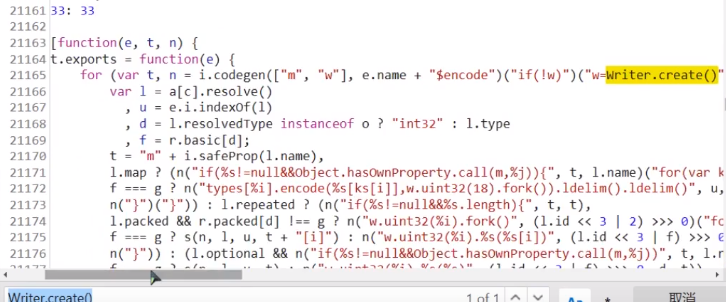 21161 33: 33
21162
21163 [function(e, t, n) {
21164 t.exports = function(e) {
21165 for (var t, n = i.codegen(["m", "w"], e.name + "$encode")("if(!w)")("w=Writer.create()"
21166 var l = a[c].resolve()
21167 , u = e.i.indexOf(l)
21168 , d = l.resolvedType instanceof o ? "int32" : l.type
21169 , f = r.basic[d];
21170 t = "m" + i.safeProp(l.name),
21171 l.map ? (n("if(%s!=null&&Object.hasOwnProperty.call(m,%j)){", t, l.name)("for(var k
21172 f === g ? n("types[%i].encode(%s[ks[i]],w.uint32(18).fork()).ldelim().ldelim()", u,
21173 n("}")("}")) : l.repeated ? (n("if(%s!=null&&%s.length){", t, t),
21174 l.packed && r.packed[d] !== g ? n("w.uint32(%i).fork()", (l.id << 3 | 2) >>> 0)("fo
21175 f === g ? s(n, l, u, t + "[i]") : n("w.uint32(%i).%s(%s[i])", (l.id << 3 | f) >>> 0
21176 n("}")) : (l.optional && n("if(%s!=null&&Object.hasOwnProperty.call(m,%j))", t, l.n
Writer.create() 1 of 1 Aa .* 取消